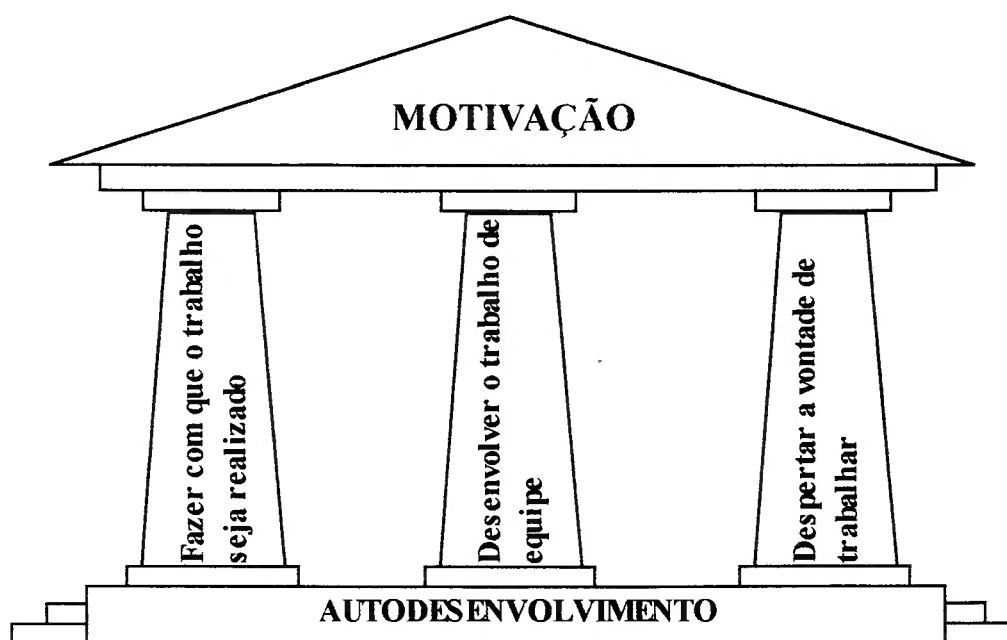 MOTIVAÇÃO
Fazer com que o trabalho
seja realizado
Desenvolver o trabalho de
equipe
Despertar a vontade de
trabalhar
AUTODESENVOLVIMENTO